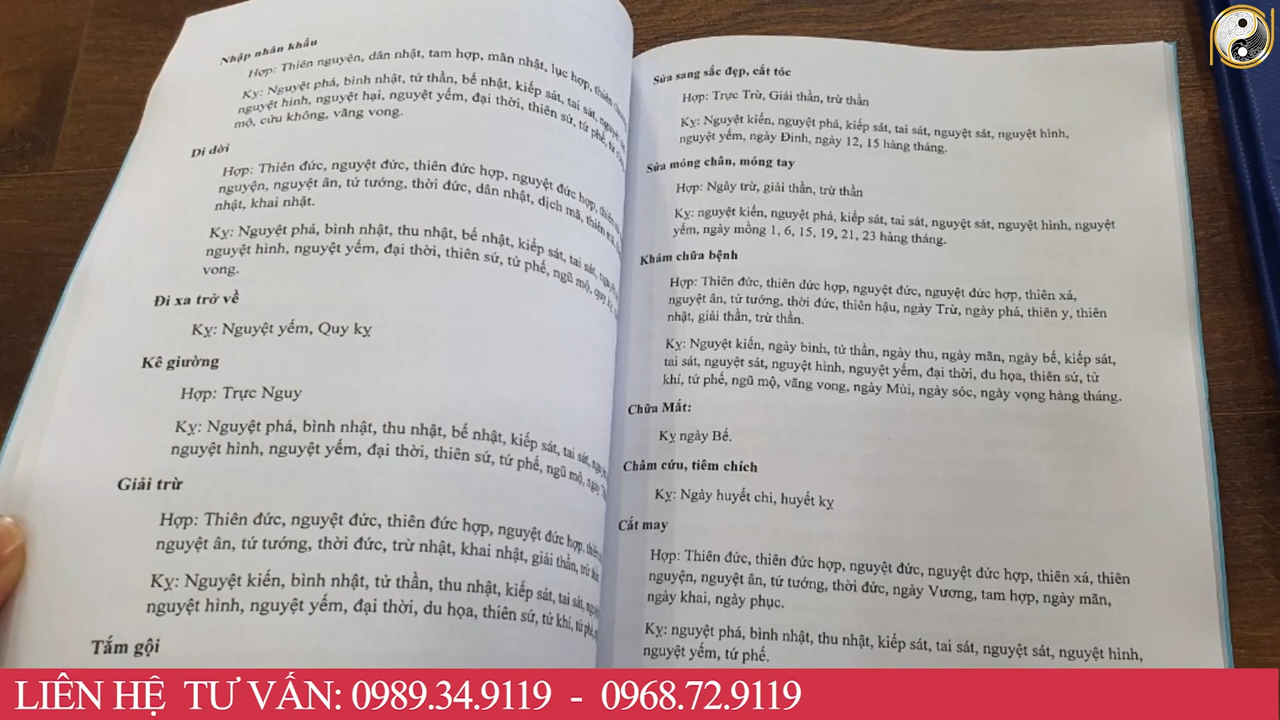 Nhập nhân khẩu
Hợp: Thiên nguyện, dân nhật, tam hợp, mãn nhật, lục hợp, thiên
Kỵ: Nguyệt phá, bình nhật, tử thần, bế nhật, kiếp sát, tai sát,
nguyệt hình, nguyệt hại, nguyệt yếm, đại thời, thiên sứ, tứ phế, tứ
mộ, cửu không, vãng vong.
Di dời
Hợp: Thiên đức, nguyệt đức, thiên đức hợp, nguyệt đức hợp,
nguyện, nguyệt ân, tứ tướng, thời đức, dân nhật, dịch mã, thiên mã,
nhật, khai nhật.
Kỵ: Nguyệt phá, bình nhật, thu nhật, bế nhật, kiếp sát, tai sát,
nguyệt hình, nguyệt yếm, đại thời, thiên sứ, tứ phế, ngũ mộ, quy kỵ,
vong.
Đi xa trở về
Kỵ: Nguyệt yếm, Quy kỵ
Kê giường
Hợp: Trực Nguy
Kỵ: Nguyệt phá, bình nhật, thu nhật, bế nhật, kiếp sát, tai sát,
nguyệt hình, nguyệt yếm, đại thời, thiên sứ, tứ phế, ngũ mộ, ngày
Giải trừ
Hợp: Thiên đức, nguyệt đức, thiên đức hợp, nguyệt đức hợp,
nguyệt ân, tứ tướng, thời đức, trừ nhật, khai nhật, giải thần, trừ thần
Kỵ: Nguyệt kiến, bình nhật, tử thần, thu nhật, kiếp sát, tai sát,
nguyệt hình, nguyệt yếm, đại thời, du họa, thiên sứ, tử khí, tứ phế,
Tắm gội
Sửa sang sắc đẹp, cắt tóc
Hợp: Trực Trừ, Giải thần, trừ thần
Kỵ: Nguyệt kiến, nguyệt phá, kiếp sát, tai sát, nguyệt sát, nguyệt hình,
nguyệt yếm, ngày Đinh, ngày 12, 15 hàng tháng.
Sửa móng chân, móng tay
Hợp: Ngày trừ, giải thần, trừ thần
Kỵ: nguyệt kiến, nguyệt phá, kiếp sát, tai sát, nguyệt sát, nguyệt hình, nguyệt
yếm, ngày mồng 1, 6, 15, 19, 21, 23 hàng tháng.
Khám chữa bệnh
Hợp: Thiên đức, thiên đức hợp, nguyệt đức, nguyệt đức hợp, thiên xá,
nguyệt ân, tứ tướng, thời đức, thiên hậu, ngày Trừ, ngày phá, thiên y, thiên
nhật, giải thần, trừ thần.
Kỵ: Nguyệt kiến, ngày bình, tử thần, ngày thu, ngày mãn, ngày bế, kiếp sát,
tai sát, nguyệt sát, nguyệt hình, nguyệt yếm, đại thời, du họa, thiên sứ, tử
khí, tứ phế, ngũ mộ, vãng vong, ngày Mùi, ngày sóc, ngày vọng hàng tháng.
Chữa Mắt:
Kỵ ngày Bế.
Châm cứu, tiêm chích
Kỵ: Ngày huyết chi, huyết kỵ
Cắt may
Hợp: Thiên đức, thiên đức hợp, nguyệt đức, nguyệt đức hợp, thiên xá, thiên
nguyện, nguyệt ân, tứ tướng, thời đức, ngày Vương, tam hợp, ngày mãn,
ngày khai, ngày phục.
Kỵ: nguyệt phá, bình nhật, thu nhật, kiếp sát, tai sát, nguyệt sát, nguyệt hình,
nguyệt yếm, tứ phế.
LIÊN HỆ TƯ VẤN: 0989.34.9119 - 0968.72.9119